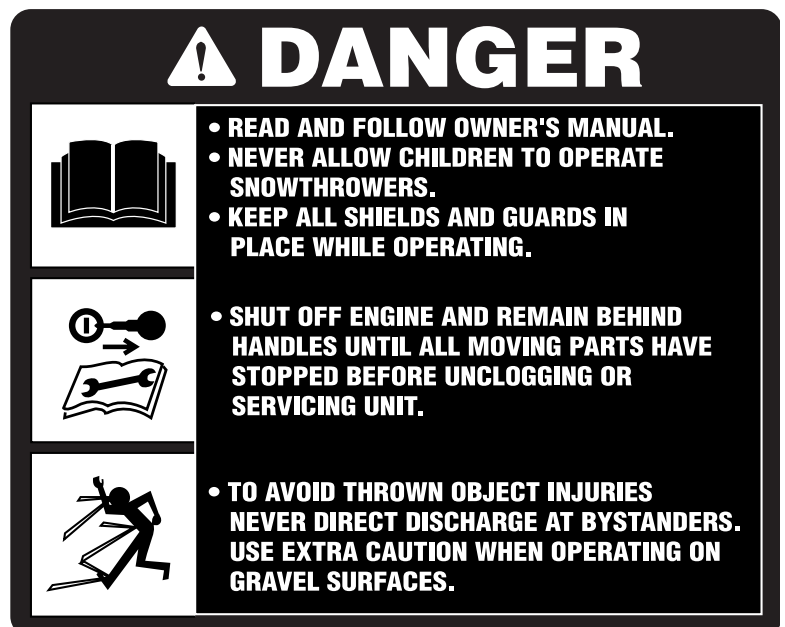 DANGER
• READ AND FOLLOW OWNER'S MANUAL.
• NEVER ALLOW CHILDREN TO OPERATE
SNOWTHROWERS.
• KEEP ALL SHIELDS AND GUARDS IN
PLACE WHILE OPERATING.
• SHUT OFF ENGINE AND REMAIN BEHIND
HANDLES UNTIL ALL MOVING PARTS HAVE
STOPPED BEFORE UNCLOGGING OR
SERVICING UNIT.
• TO AVOID THROWN OBJECT INJURIES
NEVER DIRECT DISCHARGE AT BYSTANDERS.
USE EXTRA CAUTION WHEN OPERATING ON
GRAVEL SURFACES.